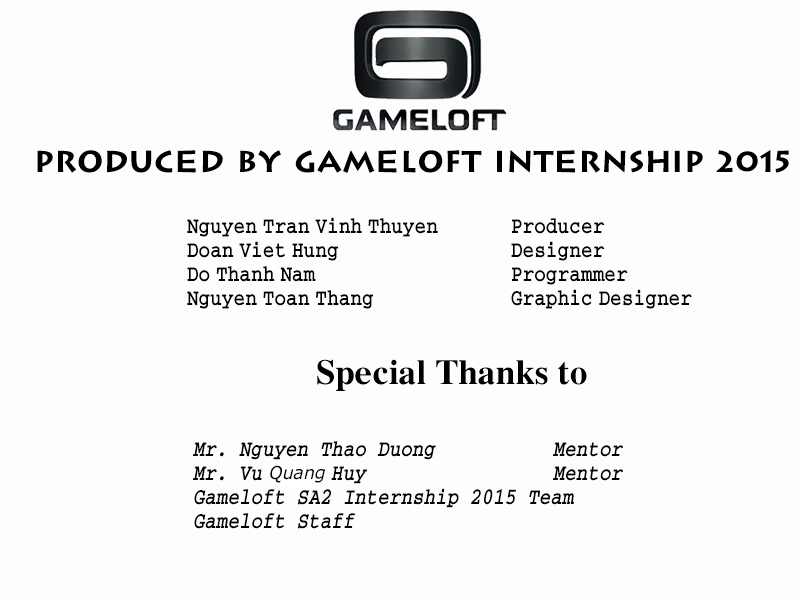 GAMELOFT
PRODUCED BY GAMELOFT INTERNSHIP 2015
Nguyen Tran Vinh Thuyen Producer
Doan Viet Hung Designer
Do Thanh Nam Programmer
Nguyen Toan Thang Graphic Designer
Special Thanks to
Mr. Nguyen Thao Duong Mentor
Mr. Vu Quang Huy Mentor
Gameloft SA2 Internship 2015 Team
Gameloft Staff